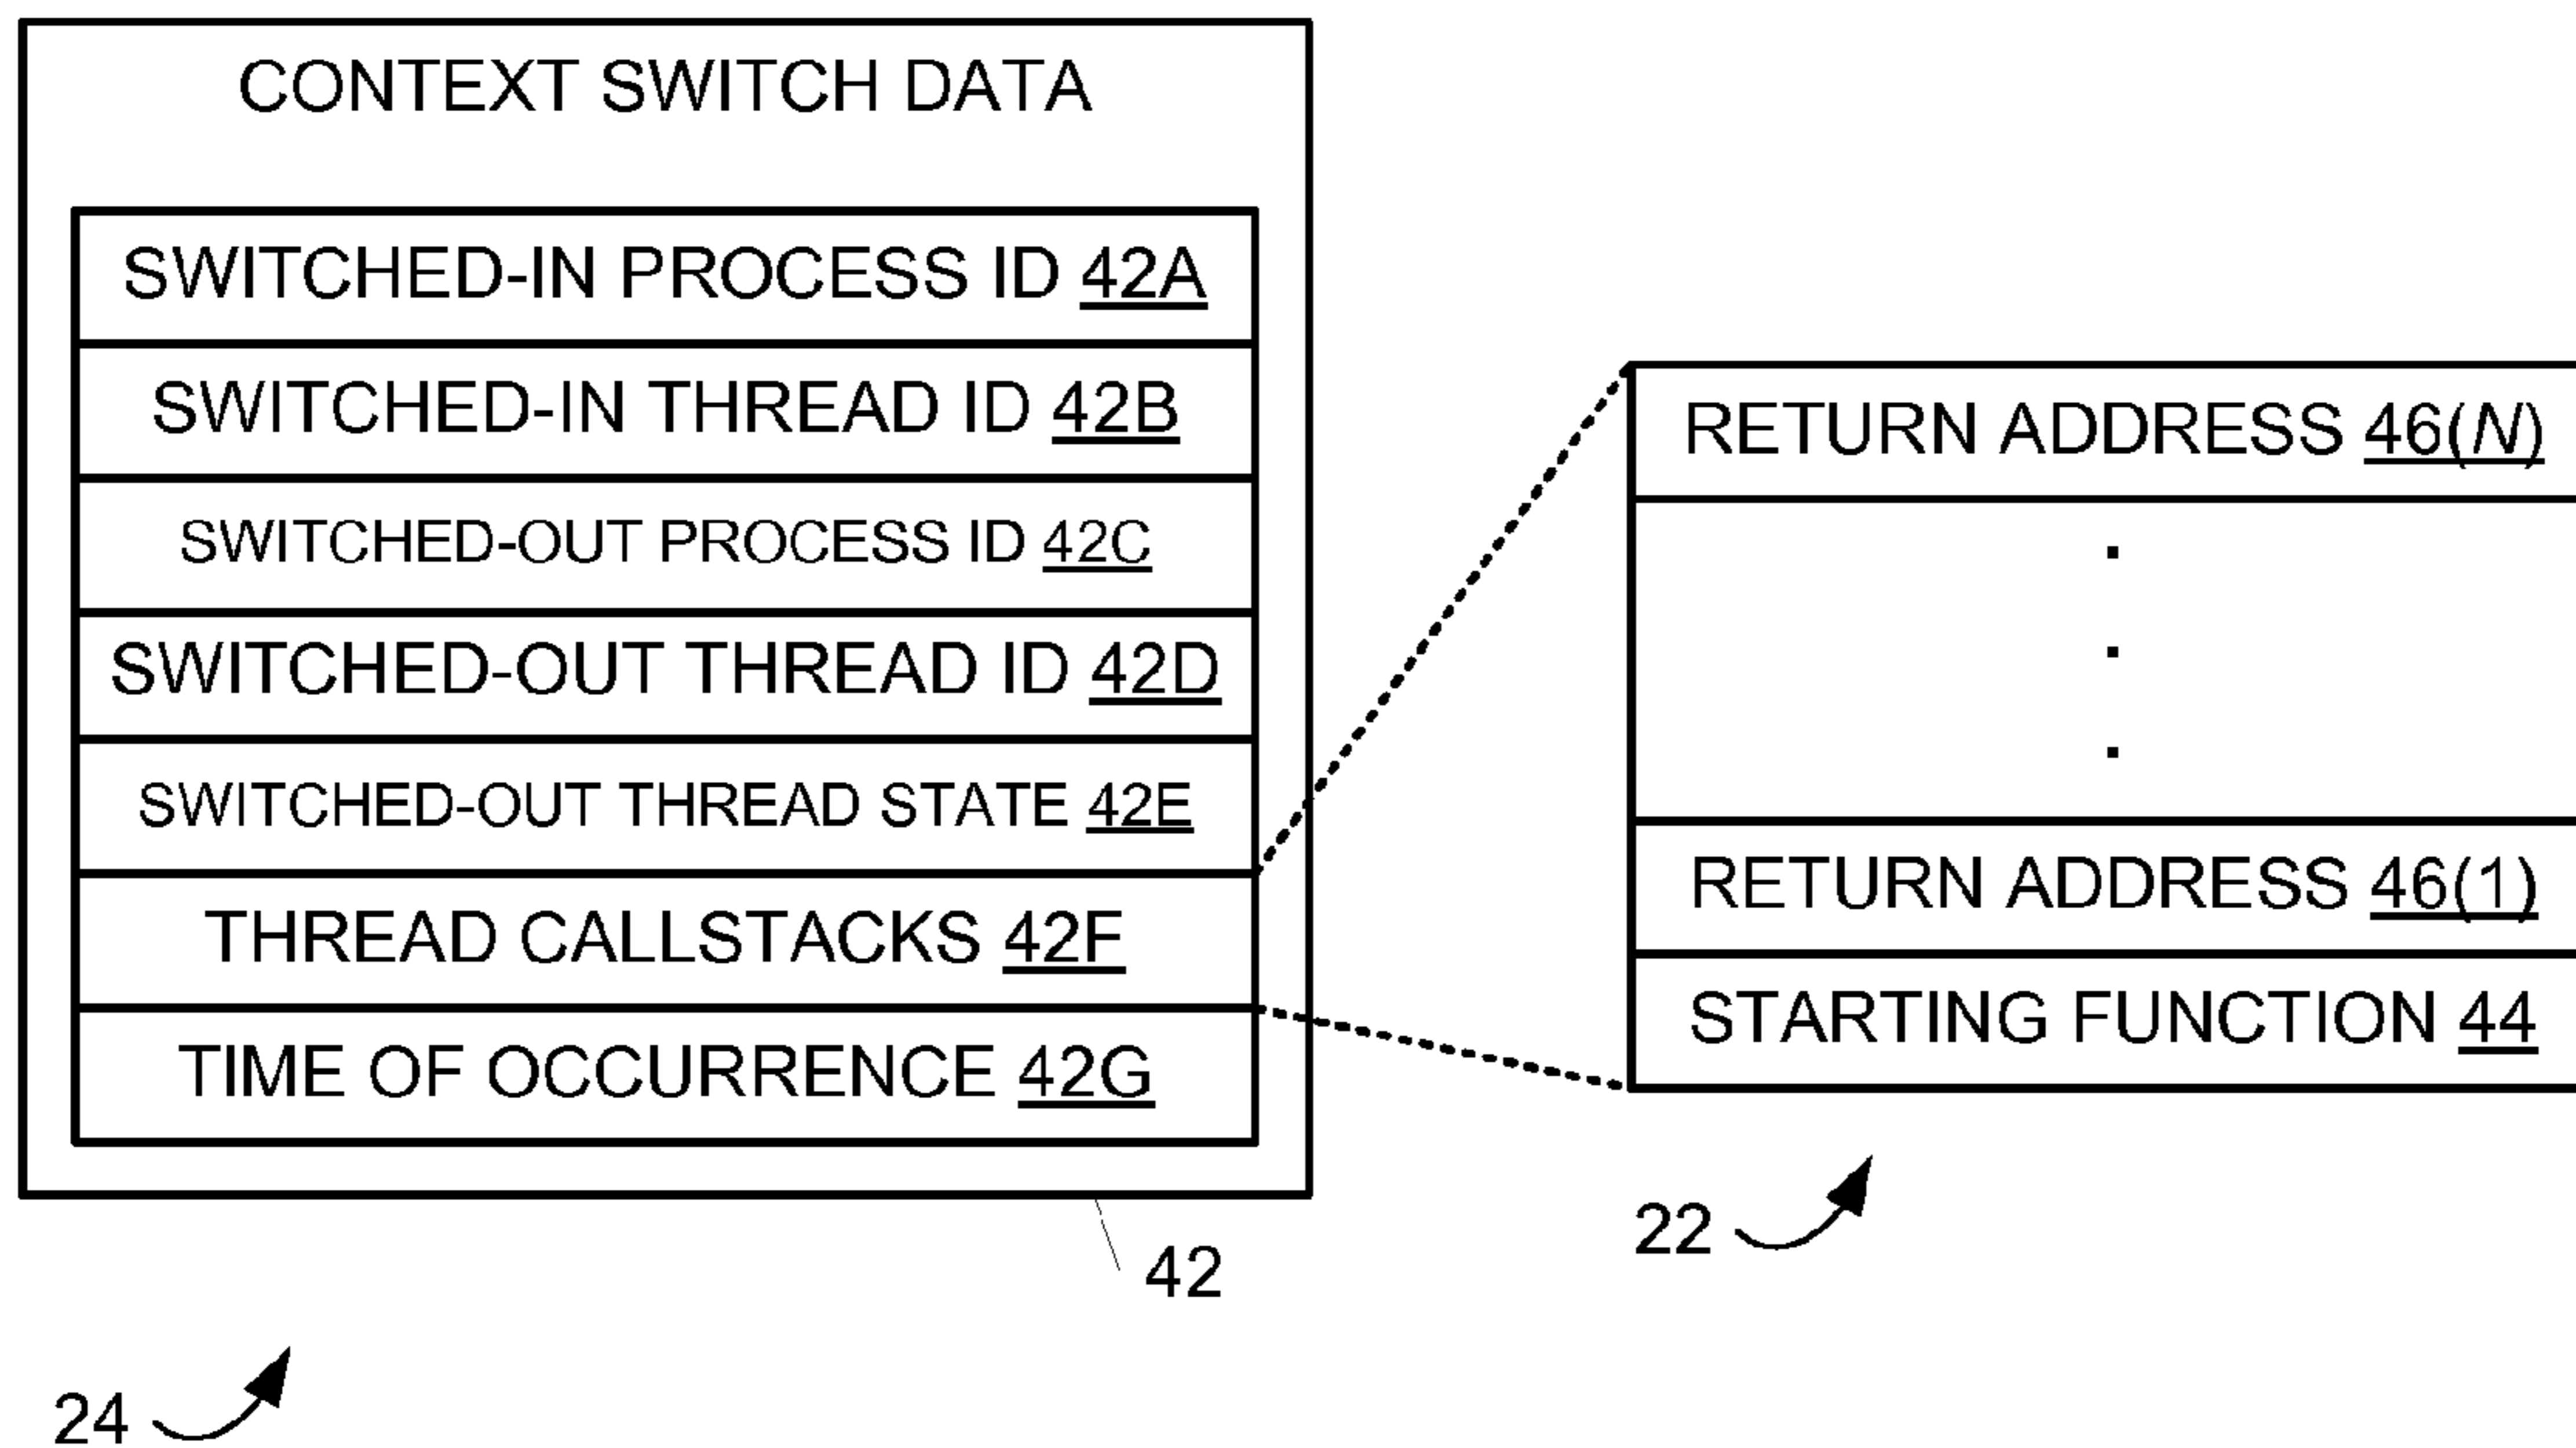 CONTEXT SWITCH DATA
SWITCHED-IN PROCESS ID 42A
SWITCHED-IN THREAD ID 42B
SWITCHED-OUT PROCESS ID 42C
SWITCHED-OUT THREAD ID 42D
SWITCHED-OUT THREAD STATE 42E
THREAD CALLSTACKS 42F
TIME OF OCCURRENCE 42G
42
24
RETURN ADDRESS 46(N)
.
.
.
RETURN ADDRESS 46(1)
STARTING FUNCTION 44
22